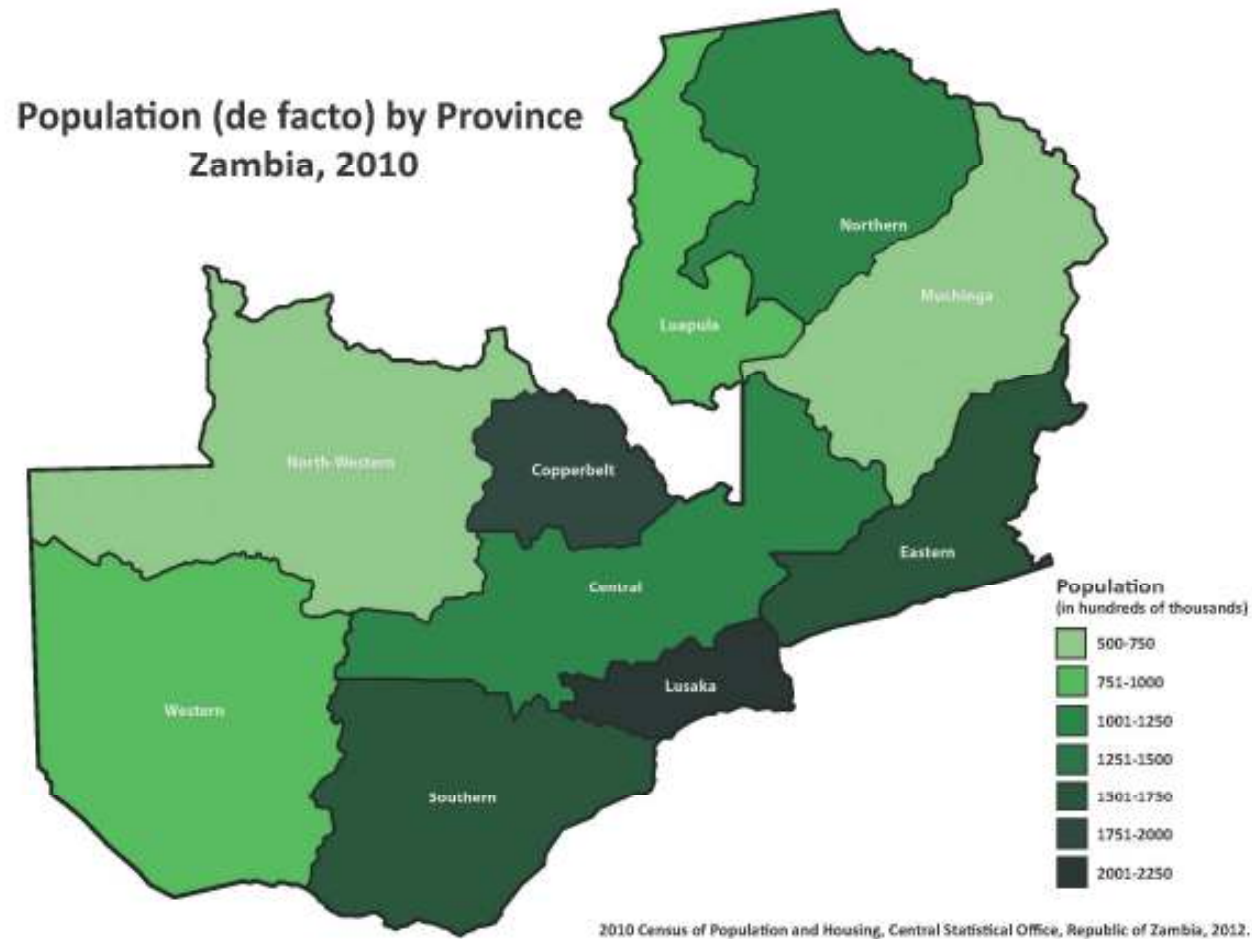 Population (de facto) by Province
Zambia, 2010
Northern
Muchinga
Luapula
North-Western
Copperbelt
Eastern
Central
Lusaka
Western
Southern
Population
(in hundreds of thousands)
500-750
751-1000
1001-1250
1251-1500
1501-1750
1751-2000
2001-2250
2010 Census of Population and Housing, Central Statistical Office, Republic of Zambia, 2012.